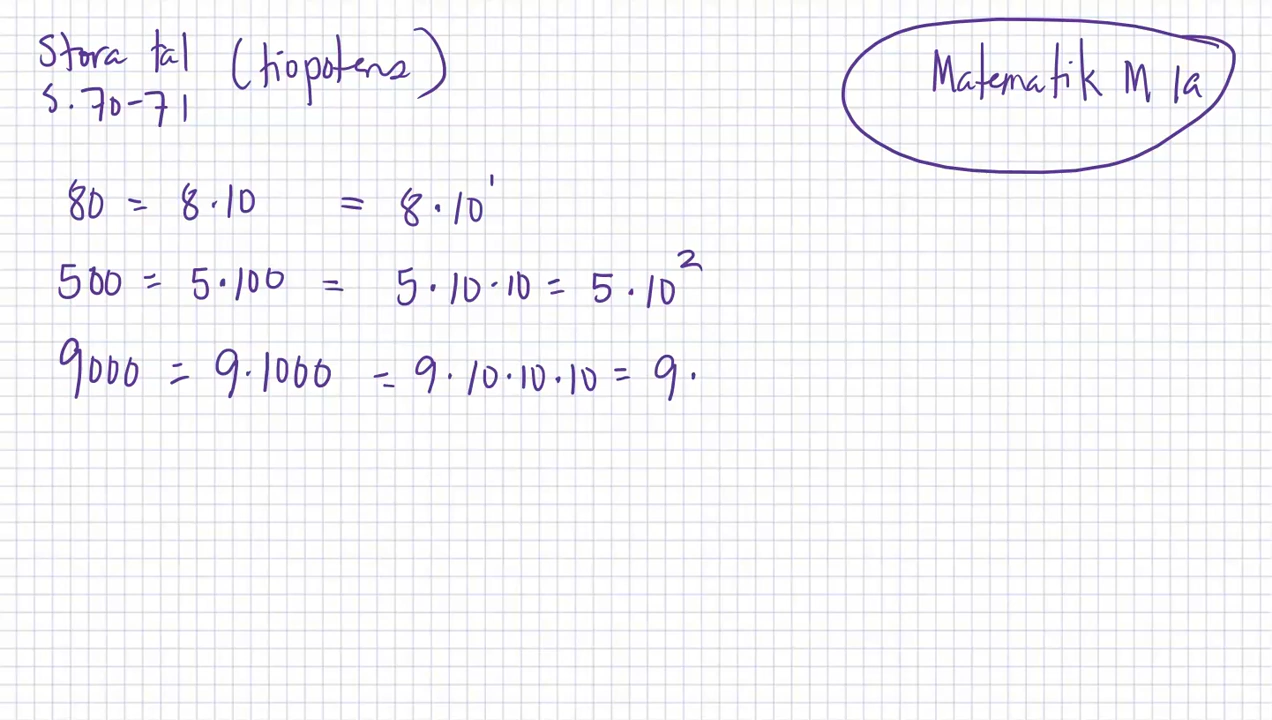 Stora tal (tiopotens)
s. 70-71
Matematik M 1a
80 = 8·10 = 8·10¹
500 = 5·100 = 5·10·10 = 5·10²
9000 = 9·1000 = 9·10·10·10 = 9·